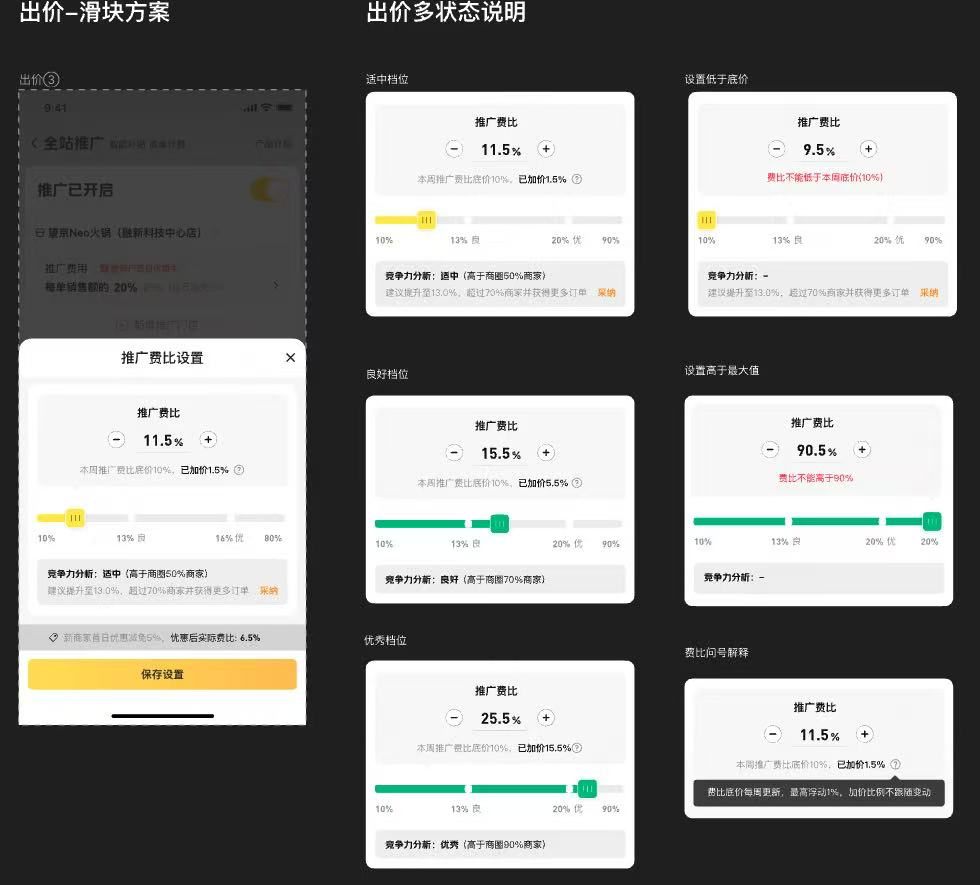 出价-滑块方案
出价③
9:41
全站推广 智能补贴 成单计费
推广已开启
望京Neo火锅（融新科技中心店）
推广费用
每单销售额的 20%
推广费比设置
推广费比
11.5%
本周推广费比底价10%，已加价1.5%
10% 13% 良 16% 优 80%
竞争力分析：适中（高于商圈50%商家）
建议提升至13.0%，超过70%商家并获得更多订单 采纳
新商家首日优惠减免5%，优惠后实际费比: 6.5%
保存设置
出价多状态说明
适中档位
推广费比
11.5%
本周推广费比底价10%，已加价1.5%
10% 13% 良 20% 优 90%
竞争力分析：适中（高于商圈50%商家）
建议提升至13.0%，超过70%商家并获得更多订单 采纳
良好档位
推广费比
15.5%
本周推广费比底价10%，已加价5.5%
10% 13% 良 20% 优 90%
竞争力分析：良好（高于商圈70%商家）
优秀档位
推广费比
25.5%
本周推广费比底价10%，已加价15.5%
10% 13% 良 20% 优 90%
竞争力分析：优秀（高于商圈90%商家）
设置低于底价
推广费比
9.5%
费比不能低于本周底价(10%)
10% 13% 良 20% 优 90%
竞争力分析：-
建议提升至13.0%，超过70%商家并获得更多订单 采纳
设置高于最大值
推广费比
90.5%
费比不能高于90%
10% 13% 良 20% 优 20%
竞争力分析：-
费比问号解释
推广费比
11.5%
本周推广费比底价10%，已加价1.5%
费比底价每周更新，最高浮动1%，加价比例不跟随变动